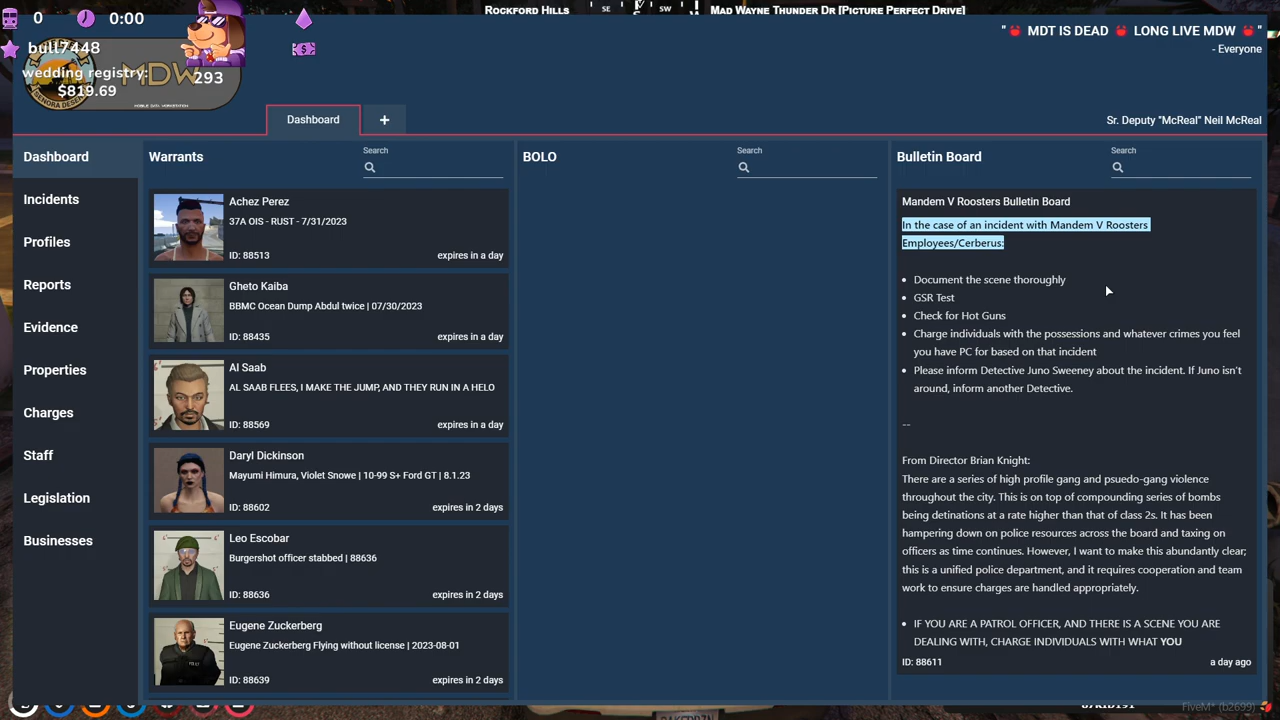 0
0:00
bull7448
wedding registry:
$819.69
293
MDW
MOBILE DATA WORKSTATION
SENORA DESERT
ROCKFORD HILLS
SE
SW
MAD WAYNE THUNDER DR [PICTURE PERFECT DRIVE]
" MDT IS DEAD LONG LIVE MDW "
- Everyone
Dashboard
+
Sr. Deputy "McReal" Neil McReal
Dashboard
Incidents
Profiles
Reports
Evidence
Properties
Charges
Staff
Legislation
Businesses
Warrants
Search
Achez Perez
37A OIS - RUST - 7/31/2023
ID: 88513
expires in a day
Gheto Kaiba
BBMC Ocean Dump Abdul twice | 07/30/2023
ID: 88435
expires in a day
Al Saab
AL SAAB FLEES, I MAKE THE JUMP, AND THEY RUN IN A HELO
ID: 88569
expires in a day
Daryl Dickinson
Mayumi Himura, Violet Snowe | 10-99 S+ Ford GT | 8.1.23
ID: 88602
expires in 2 days
Leo Escobar
Burgershot officer stabbed | 88636
ID: 88636
expires in 2 days
Eugene Zuckerberg
Eugene Zuckerberg Flying without license | 2023-08-01
ID: 88639
expires in 2 days
BOLO
Search
Bulletin Board
Search
Mandem V Roosters Bulletin Board
In the case of an incident with Mandem V Roosters
Employees/Cerberus:
• Document the scene thoroughly
• GSR Test
• Check for Hot Guns
• Charge individuals with the possessions and whatever crimes you feel
you have PC for based on that incident
• Please inform Detective Juno Sweeney about the incident. If Juno isn't
around, inform another Detective.
--
From Director Brian Knight:
There are a series of high profile gang and psuedo-gang violence
throughout the city. This is on top of compounding series of bombs
being detinations at a rate higher than that of class 2s. It has been
hampering down on police resources across the board and taxing on
officers as time continues. However, I want to make this abundantly clear;
this is a unified police department, and it requires cooperation and team
work to ensure charges are handled appropriately.
• IF YOU ARE A PATROL OFFICER, AND THERE IS A SCENE YOU ARE
DEALING WITH, CHARGE INDIVIDUALS WITH WHAT YOU
ID: 88611
a day ago
FiveM* (b2699)